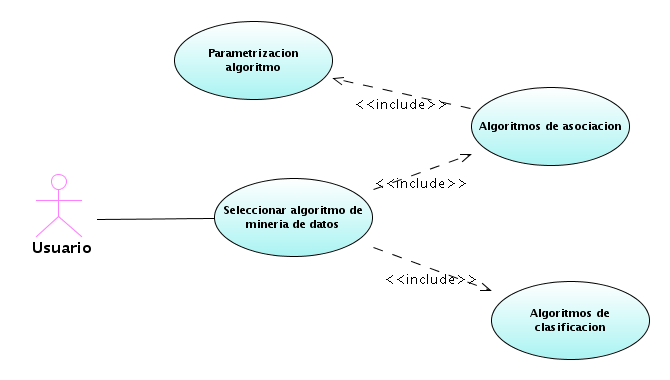 Parametrizacion
algoritmo
<<include>>
Algoritmos de asociacion
<<include>>
Seleccionar algoritmo de
mineria de datos
Usuario
<<include>>
Algoritmos de
clasificacion